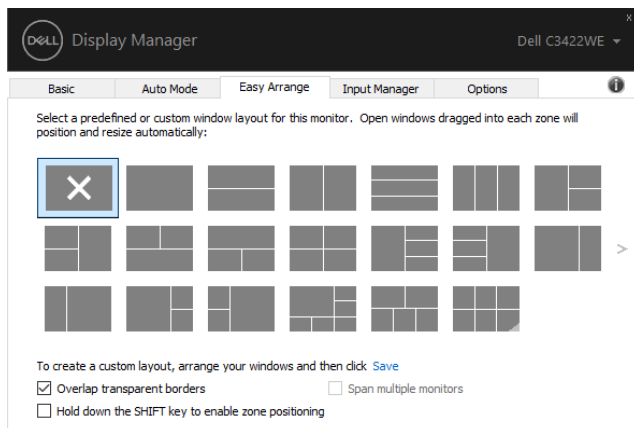 DELL Display Manager
x
Dell C3422WE
Basic Auto Mode Easy Arrange Input Manager Options
Select a predefined or custom window layout for this monitor. Open windows dragged into each zone will
position and resize automatically:
To create a custom layout, arrange your windows and then click Save
Overlap transparent borders Span multiple monitors
Hold down the SHIFT key to enable zone positioning